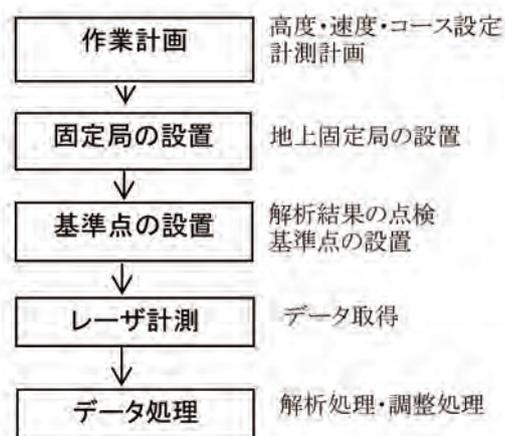 作業計画
高度・速度・コース設定
計測計画
固定局の設置
地上固定局の設置
基準点の設置
解析結果の点検
基準点の設置
レーザ計測
データ取得
データ処理
解析処理・調整処理